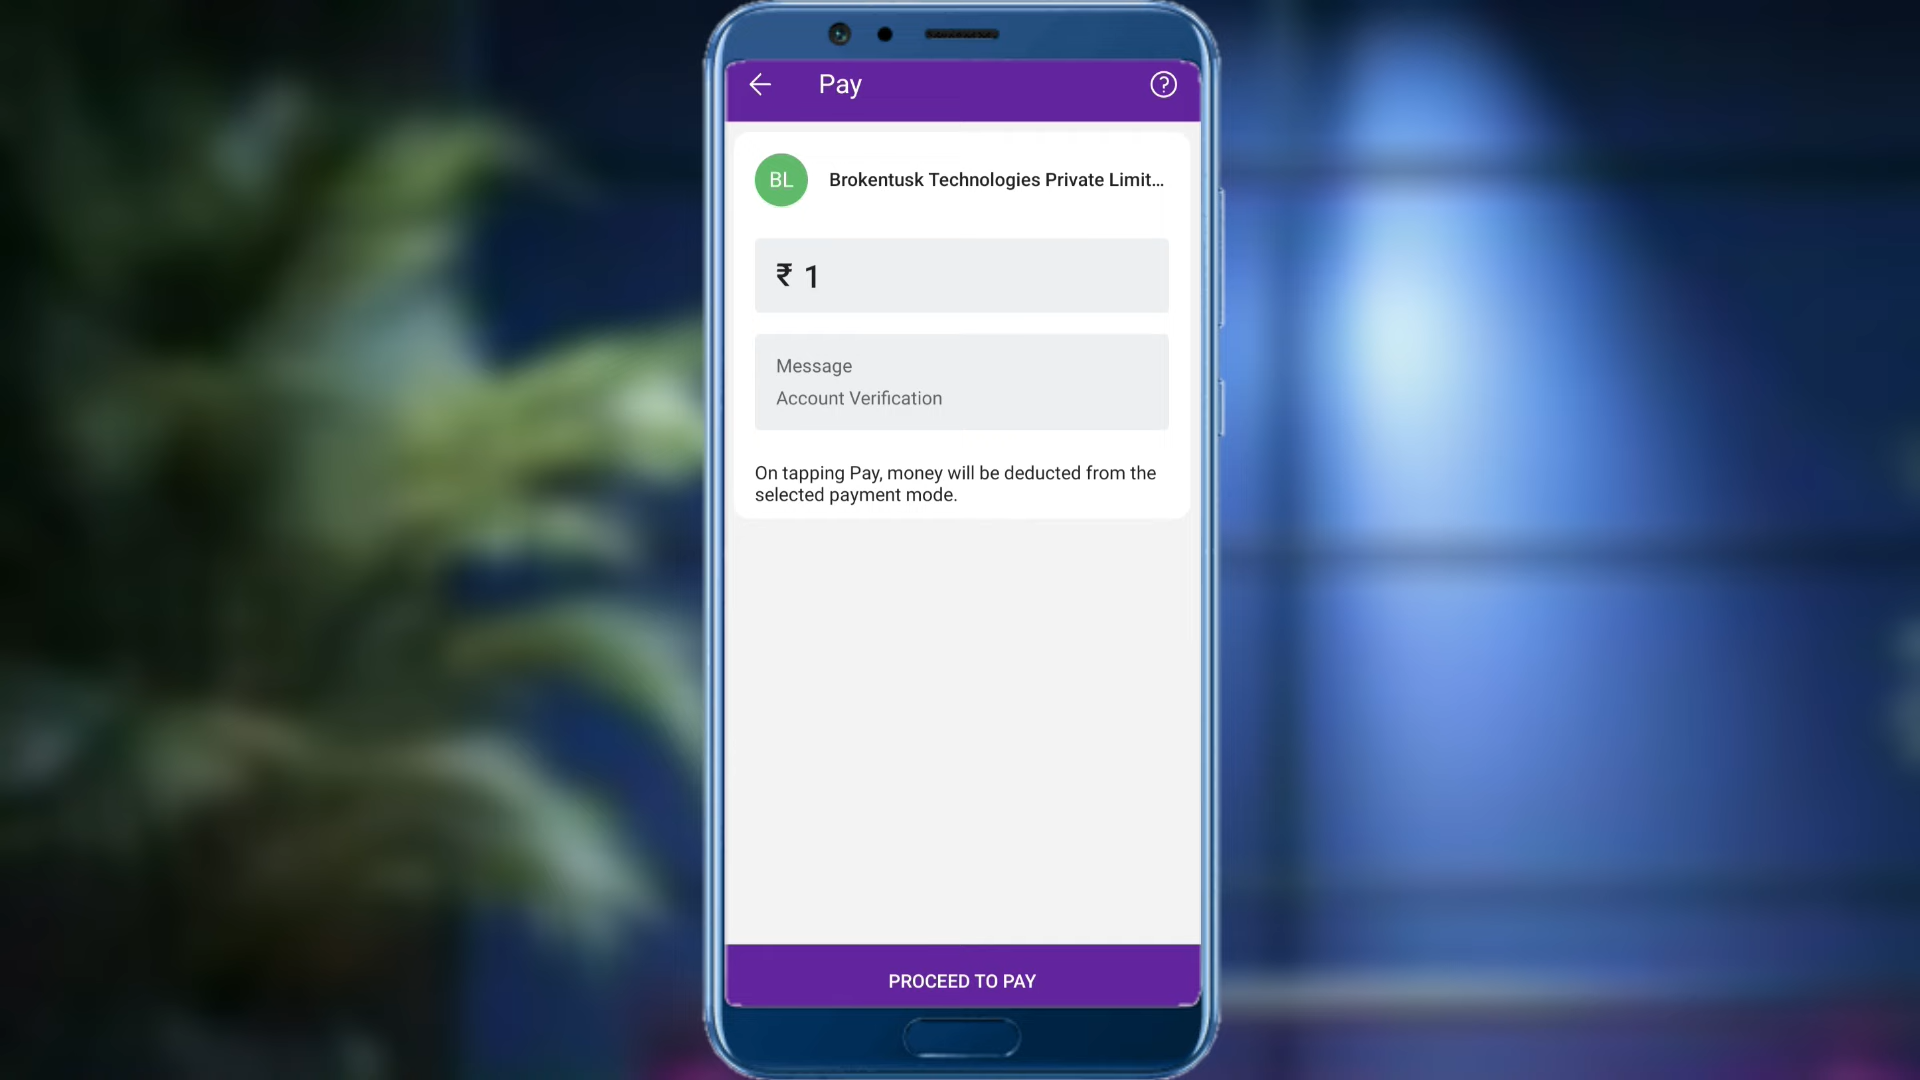 Pay
BL
Brokentusk Technologies Private Limit...
₹ 1
Message
Account Verification
On tapping Pay, money will be deducted from the
selected payment mode.
PROCEED TO PAY